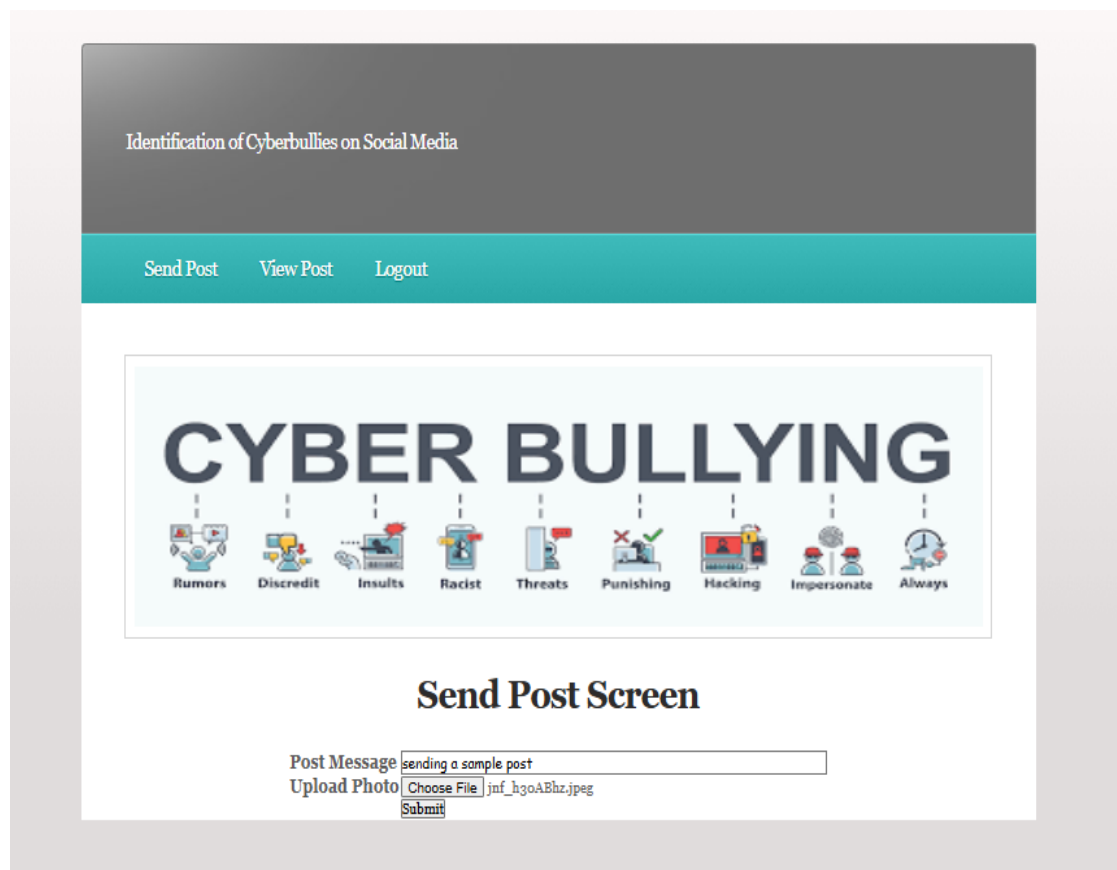 Identification of Cyberbullies on Social Media
Send Post View Post Logout
CYBER BULLYING
Rumors Discredit Insults Racist Threats Punishing Hacking Impersonate Always
Send Post Screen
Post Message sending a sample post
Upload Photo Choose File jnf_h30ABhz.jpeg
Submit